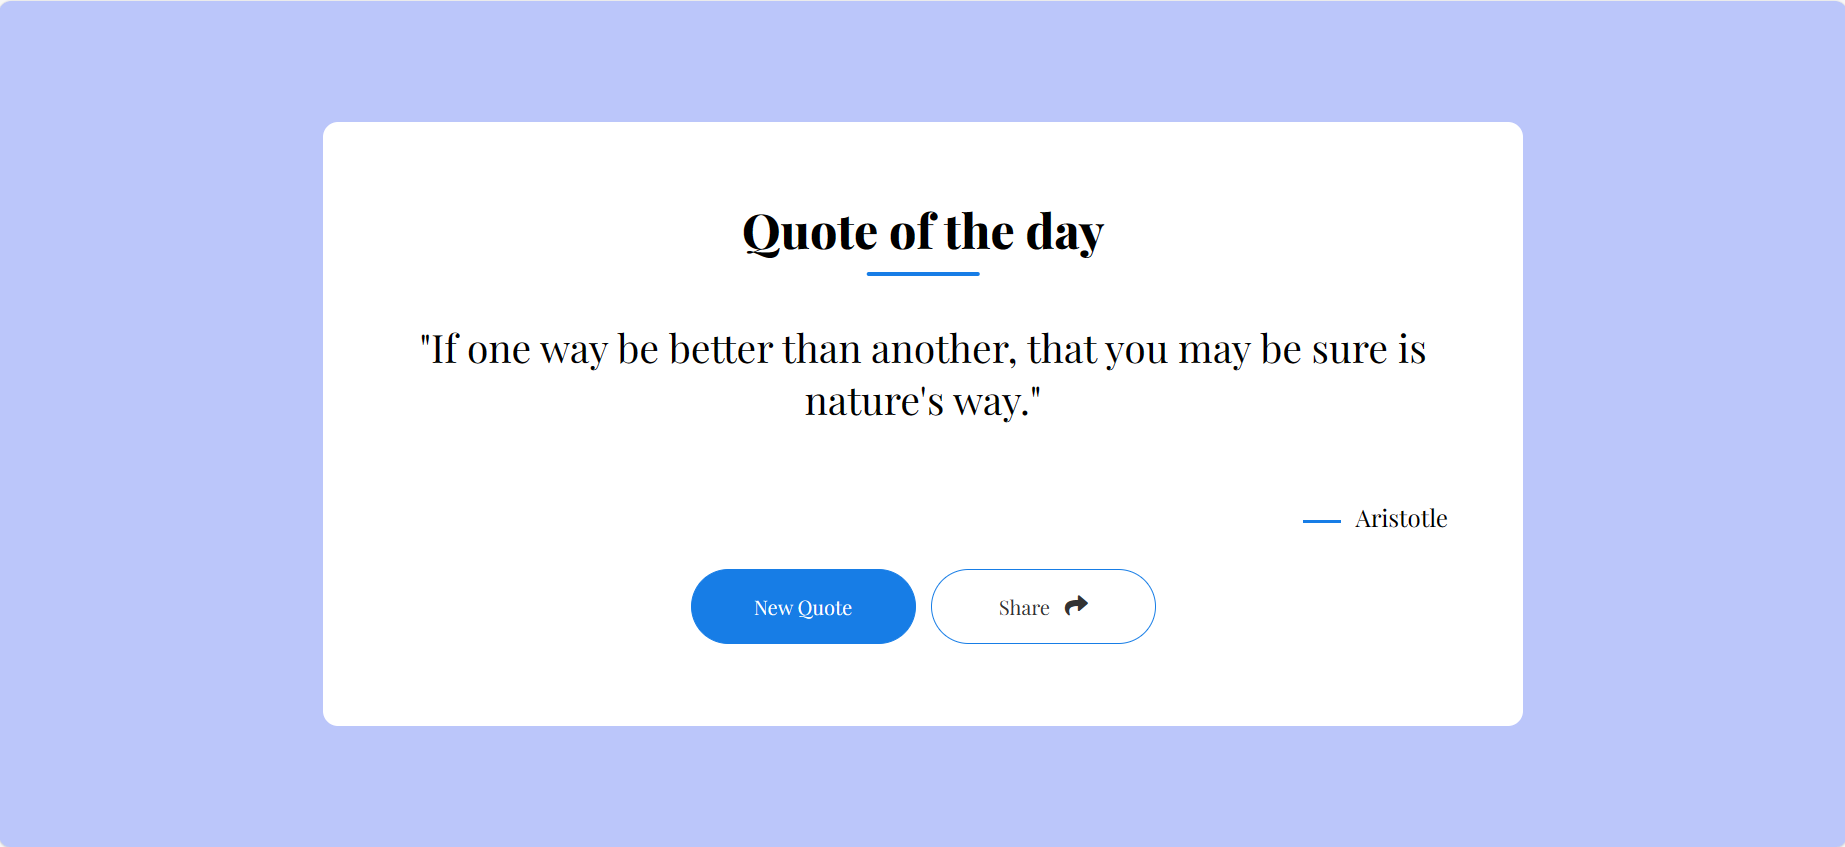 Quote of the day
"If one way be better than another, that you may be sure is
nature's way."
Aristotle
New Quote
Share